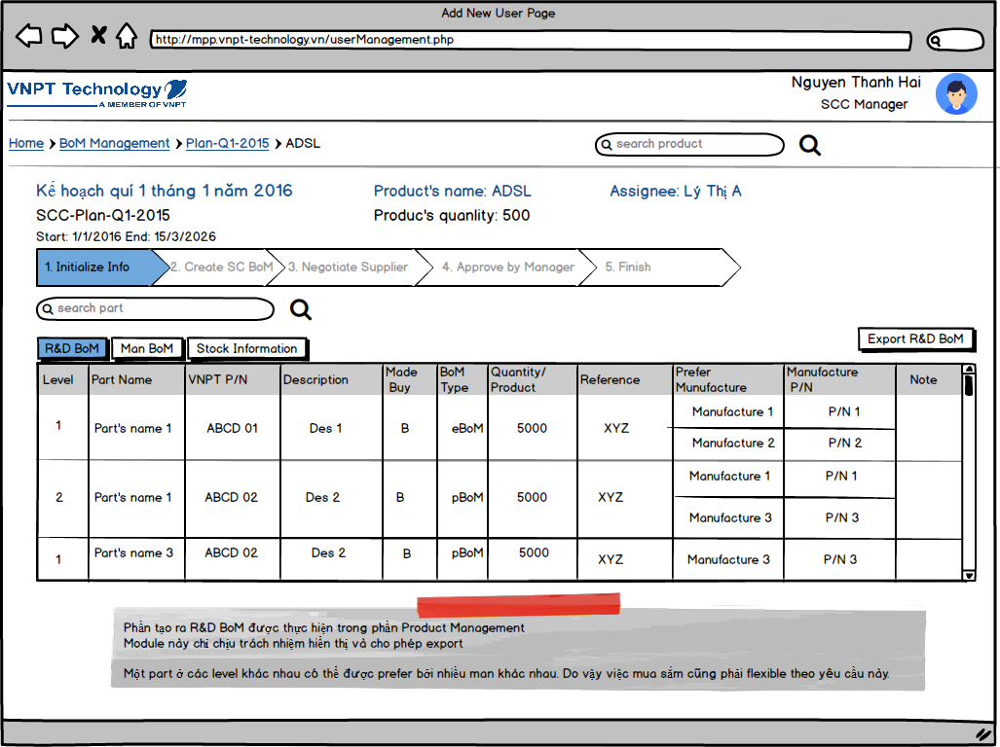 Add New User Page
http://mpp.vnpt-technology.vn/userManagement.php
VNPT Technology
A MEMBER OF VNPT
Nguyen Thanh Hai
SCC Manager
Home BoM Management Plan-Q1-2015 ADSL
search product
Kế hoạch quí 1 tháng 1 năm 2016 Product's name: ADSL Assignee: Lý Thị A
SCC-Plan-Q1-2015 Produc's quanlity: 500
Start: 1/1/2016 End: 15/3/2026
1. Initialize Info 2. Create SC BoM 3. Negotiate Supplier 4. Approve by Manager 5. Finish
search part
R&D BoM Man BoM Stock Information Export R&D BoM
Level Part Name VNPT P/N Description Made Buy BoM Type Quantity/ Product Reference Prefer Munufacture Manufacture P/N Note
1 Part's name 1 ABCD 01 Des 1 B eBoM 5000 XYZ Manufacture 1 P/N 1
Manufacture 2 P/N 2
2 Part's name 1 ABCD 02 Des 2 B pBoM 5000 XYZ Manufacture 1 P/N 1
Manufacture 3 P/N 3
1 Part's name 3 ABCD 02 Des 2 B pBoM 5000 XYZ Manufacture 3 P/N 3
Phần tạo ra R&D BoM được thực hiện trong phần Product Management
Module này chỉ chịu trách nhiệm hiển thị và cho phép export
Một part ở các level khác nhau có thể được prefer bởi nhiều man khác nhau. Do vậy việc mua sắm cũng phải flexible theo yêu cầu này.